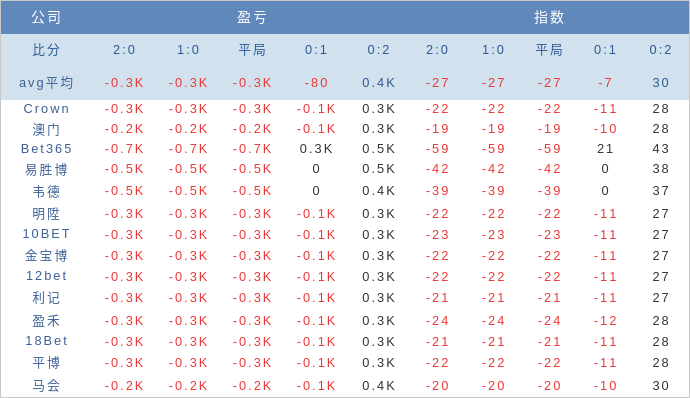 公司 盈亏 指数
比分 2:0 1:0 平局 0:1 0:2 2:0 1:0 平局 0:1 0:2
avg平均 -0.3K -0.3K -0.3K -80 0.4K -27 -27 -27 -7 30
Crown -0.3K -0.3K -0.3K -0.1K 0.3K -22 -22 -22 -11 28
澳门 -0.2K -0.2K -0.2K -0.1K 0.3K -19 -19 -19 -10 28
Bet365 -0.7K -0.7K -0.7K 0.3K 0.5K -59 -59 -59 21 43
易胜博 -0.5K -0.5K -0.5K 0 0.5K -42 -42 -42 0 38
韦德 -0.5K -0.5K -0.5K 0 0.4K -39 -39 -39 0 37
明陞 -0.3K -0.3K -0.3K -0.1K 0.3K -22 -22 -22 -11 27
10BET -0.3K -0.3K -0.3K -0.1K 0.3K -23 -23 -23 -11 27
金宝博 -0.3K -0.3K -0.3K -0.1K 0.3K -22 -22 -22 -11 27
12bet -0.3K -0.3K -0.3K -0.1K 0.3K -22 -22 -22 -11 27
利记 -0.3K -0.3K -0.3K -0.1K 0.3K -21 -21 -21 -11 27
盈禾 -0.3K -0.3K -0.3K -0.1K 0.3K -24 -24 -24 -12 28
18Bet -0.3K -0.3K -0.3K -0.1K 0.3K -21 -21 -21 -11 28
平博 -0.3K -0.3K -0.3K -0.1K 0.3K -22 -22 -22 -11 28
马会 -0.2K -0.2K -0.2K -0.1K 0.4K -20 -20 -20 -10 30